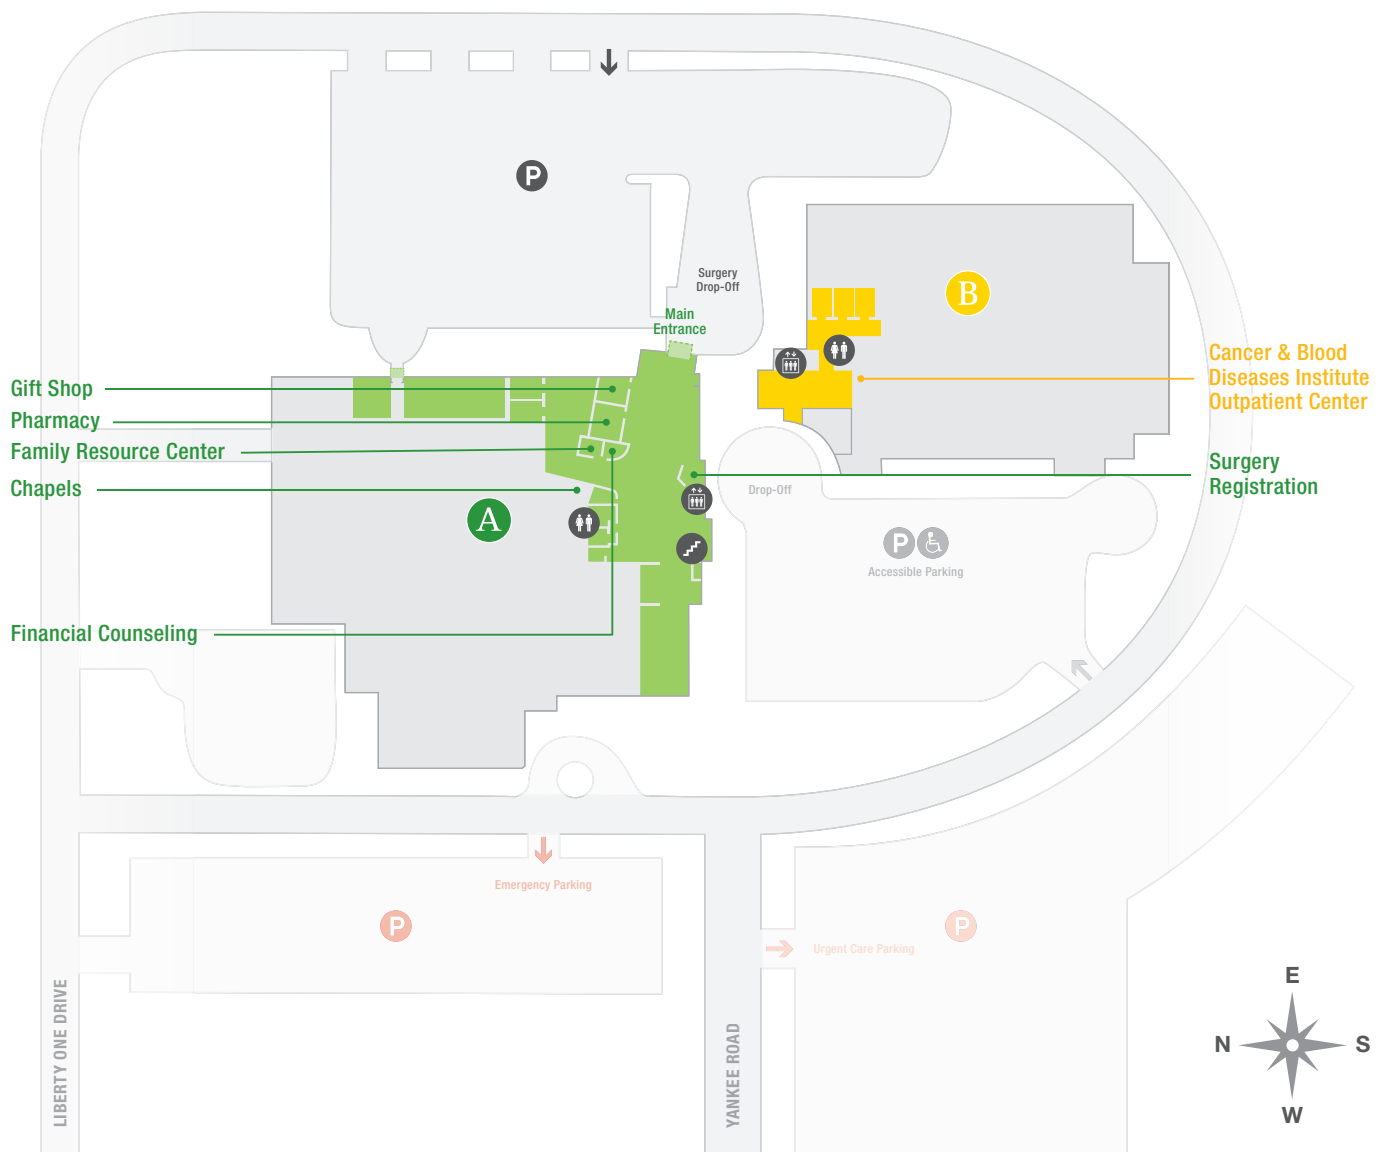 P
Surgery
Drop-Off
B
Main
Entrance
Cancer & Blood
Diseases Institute
Outpatient Center
Gift Shop
Pharmacy
Family Resource Center
Chapels
Surgery
Registration
Drop-Off
A
P
Accessible Parking
Financial Counseling
Emergency Parking
P
P
Urgent Care Parking
LIBERTY ONE DRIVE
YANKEE ROAD
E
N
S
W